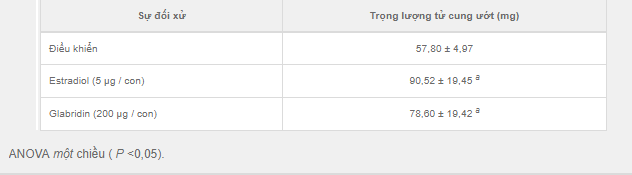 Sự đối xử Trọng lượng tử cung ướt (mg)
Điều khiển 57,80 ± 4,97
Estradiol (5 μg / con) 90,52 ± 19,45 a
Glabridin (200 μg / con) 78,60 ± 19,42 a
ANOVA một chiều ( P <0,05).